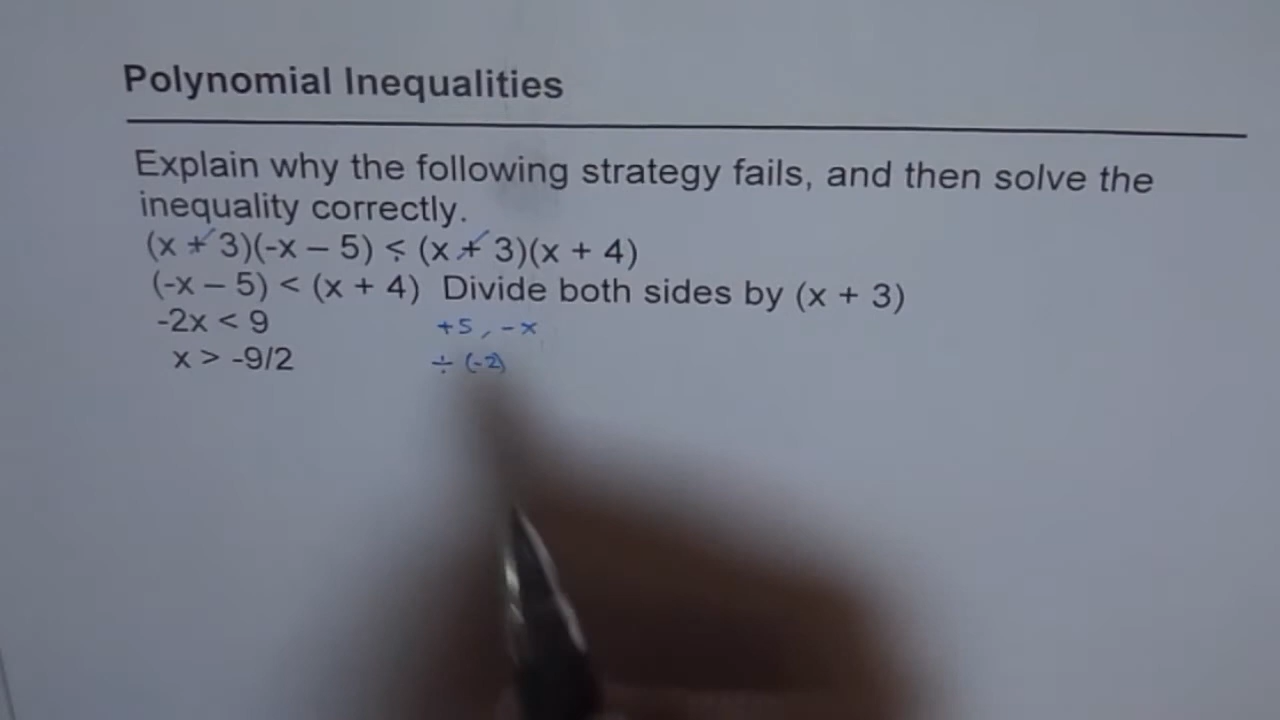 Polynomial Inequalities
Explain why the following strategy fails, and then solve the
inequality correctly.
(x + 3)(-x – 5) < (x + 3)(x + 4)
(-x – 5) < (x + 4) Divide both sides by (x + 3)
-2x < 9 +5, -x
x > -9/2 ÷ (-2)